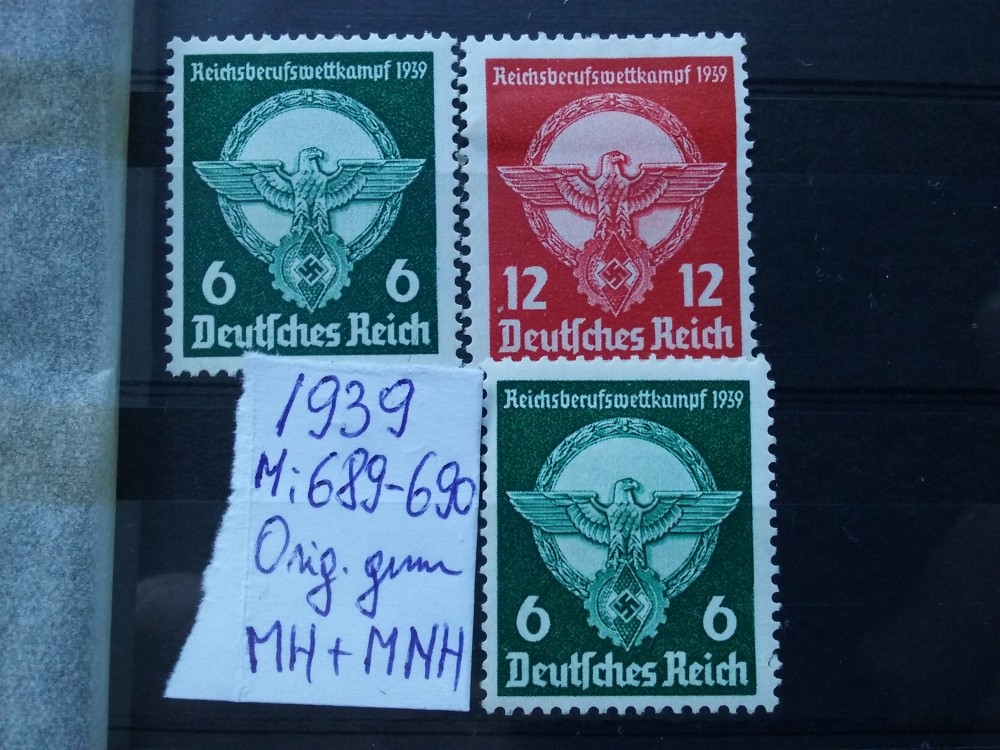 Reichsberufswettkampf 1939
6 6
Deutsches Reich
Reichsberufswettkampf 1939
12 12
Deutsches Reich
1939
Mi 689-690
Orig. gum
MH + MNH
Reichsberufswettkampf 1939
6 6
Deutsches Reich